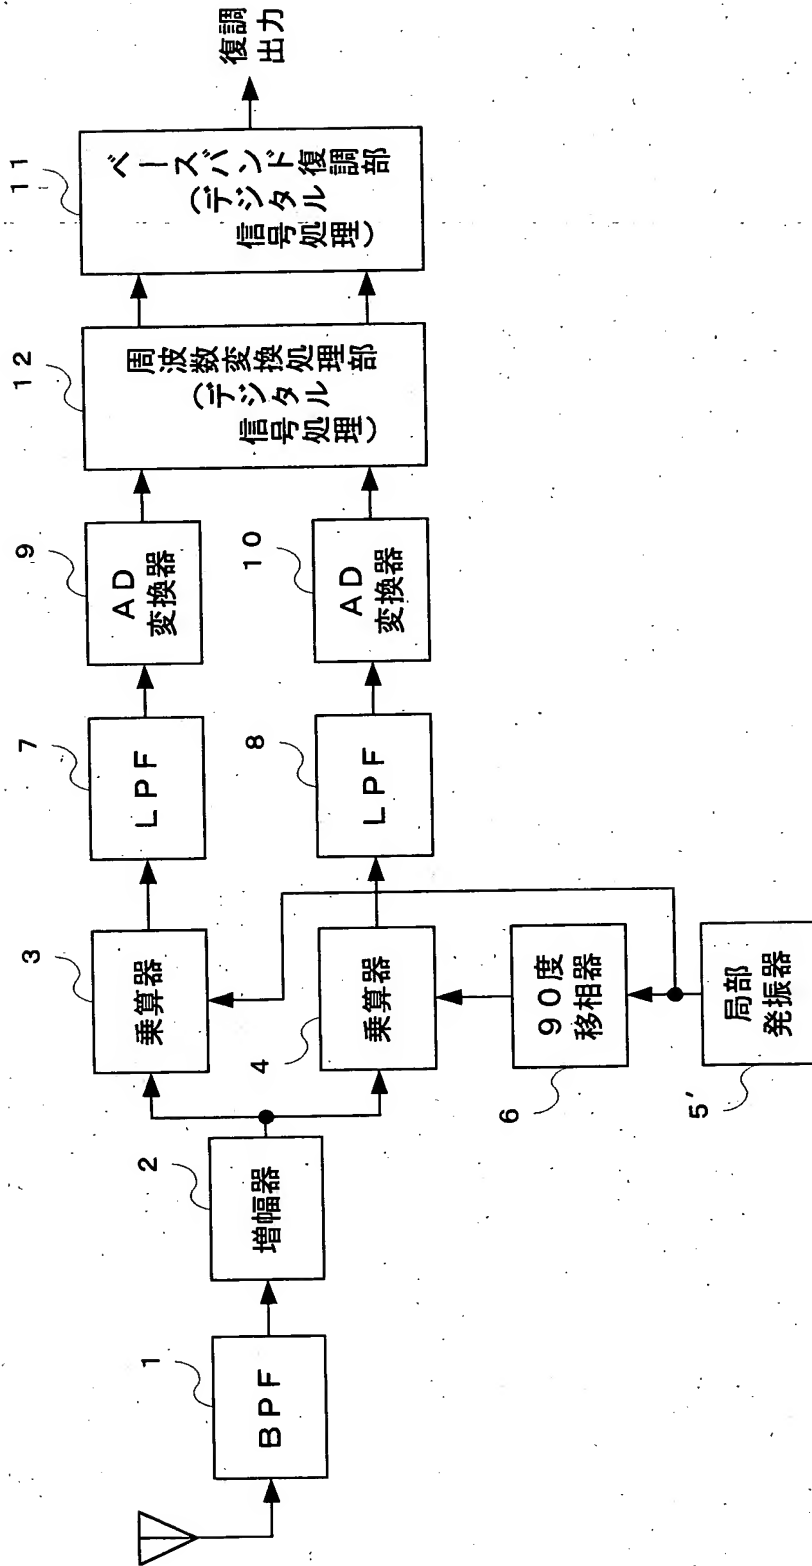 1
BPF
2
増幅器
3
乗算器
4
乗算器
5′
局部
発振器
6
90度
移相器
7
LPF
8
LPF
9
AD
変換器
10
AD
変換器
12
周波数変換処理部
(デジタル
信号処理)
11
ベースバンド復調部
(デジタル
信号処理)
復調
出力